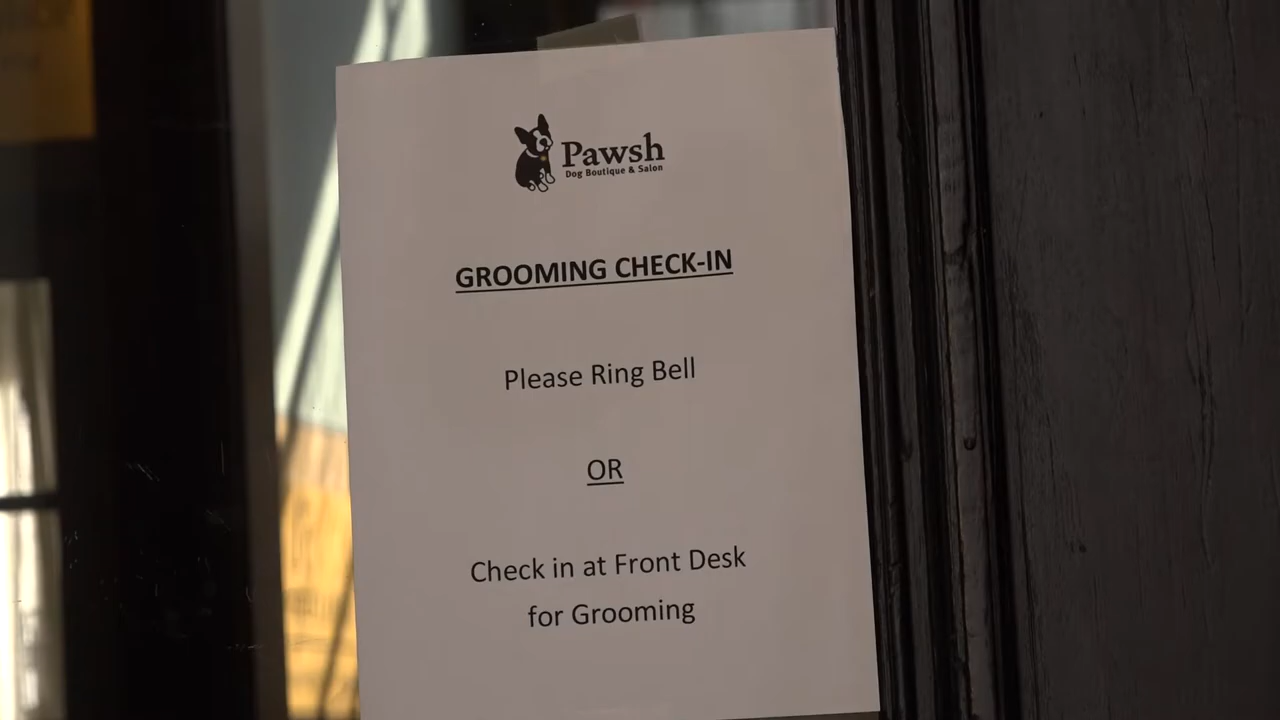 Pawsh
Dog Boutique & Salon
GROOMING CHECK-IN
Please Ring Bell
OR
Check in at Front Desk
for Grooming